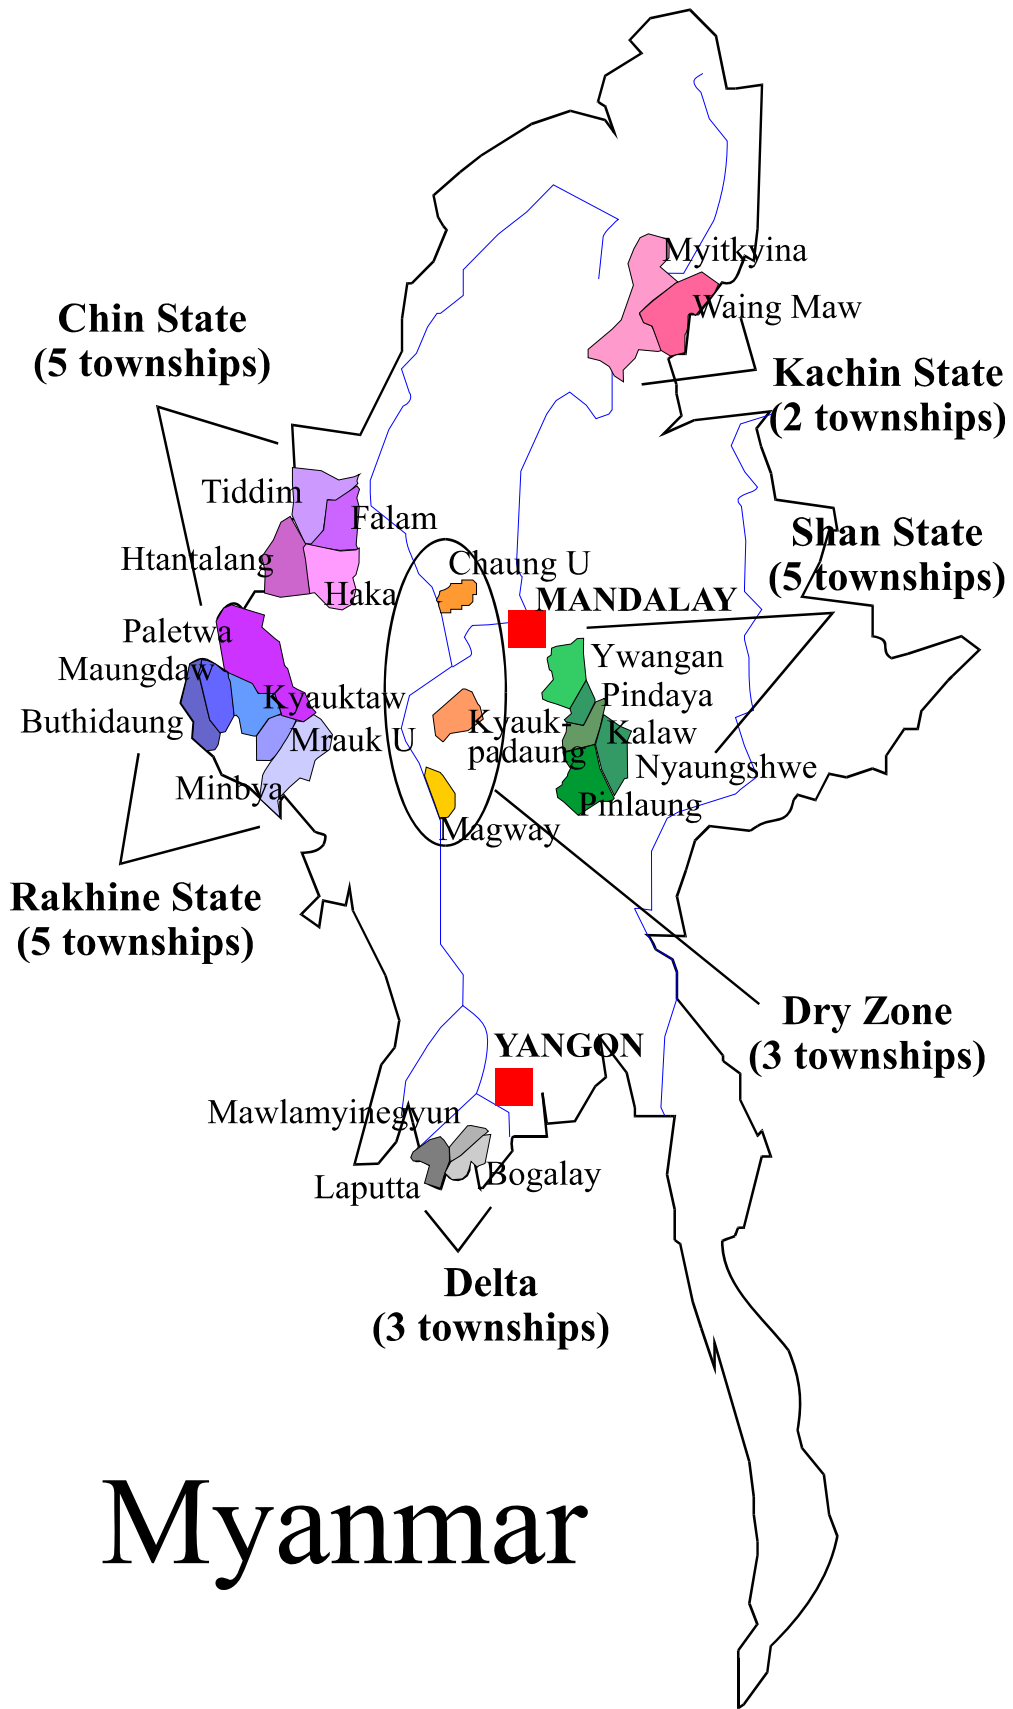 Myitkyina
Waing Maw
Chin State
(5 townships)
Kachin State
(2 townships)
Tiddim
Falam
Shan State
(5 townships)
Htantalang
Chaung U
Haka
MANDALAY
Paletwa
Maungdaw
Ywangan
Kyauktaw
Pindaya
Buthidaung
Kyauk-
padaung
Kalaw
Mrauk U
Nyaungshwe
Minbya
Pinlaung
Magway
Rakhine State
(5 townships)
Dry Zone
(3 townships)
YANGON
Mawlamyinegyun
Bogalay
Laputta
Delta
(3 townships)
Myanmar